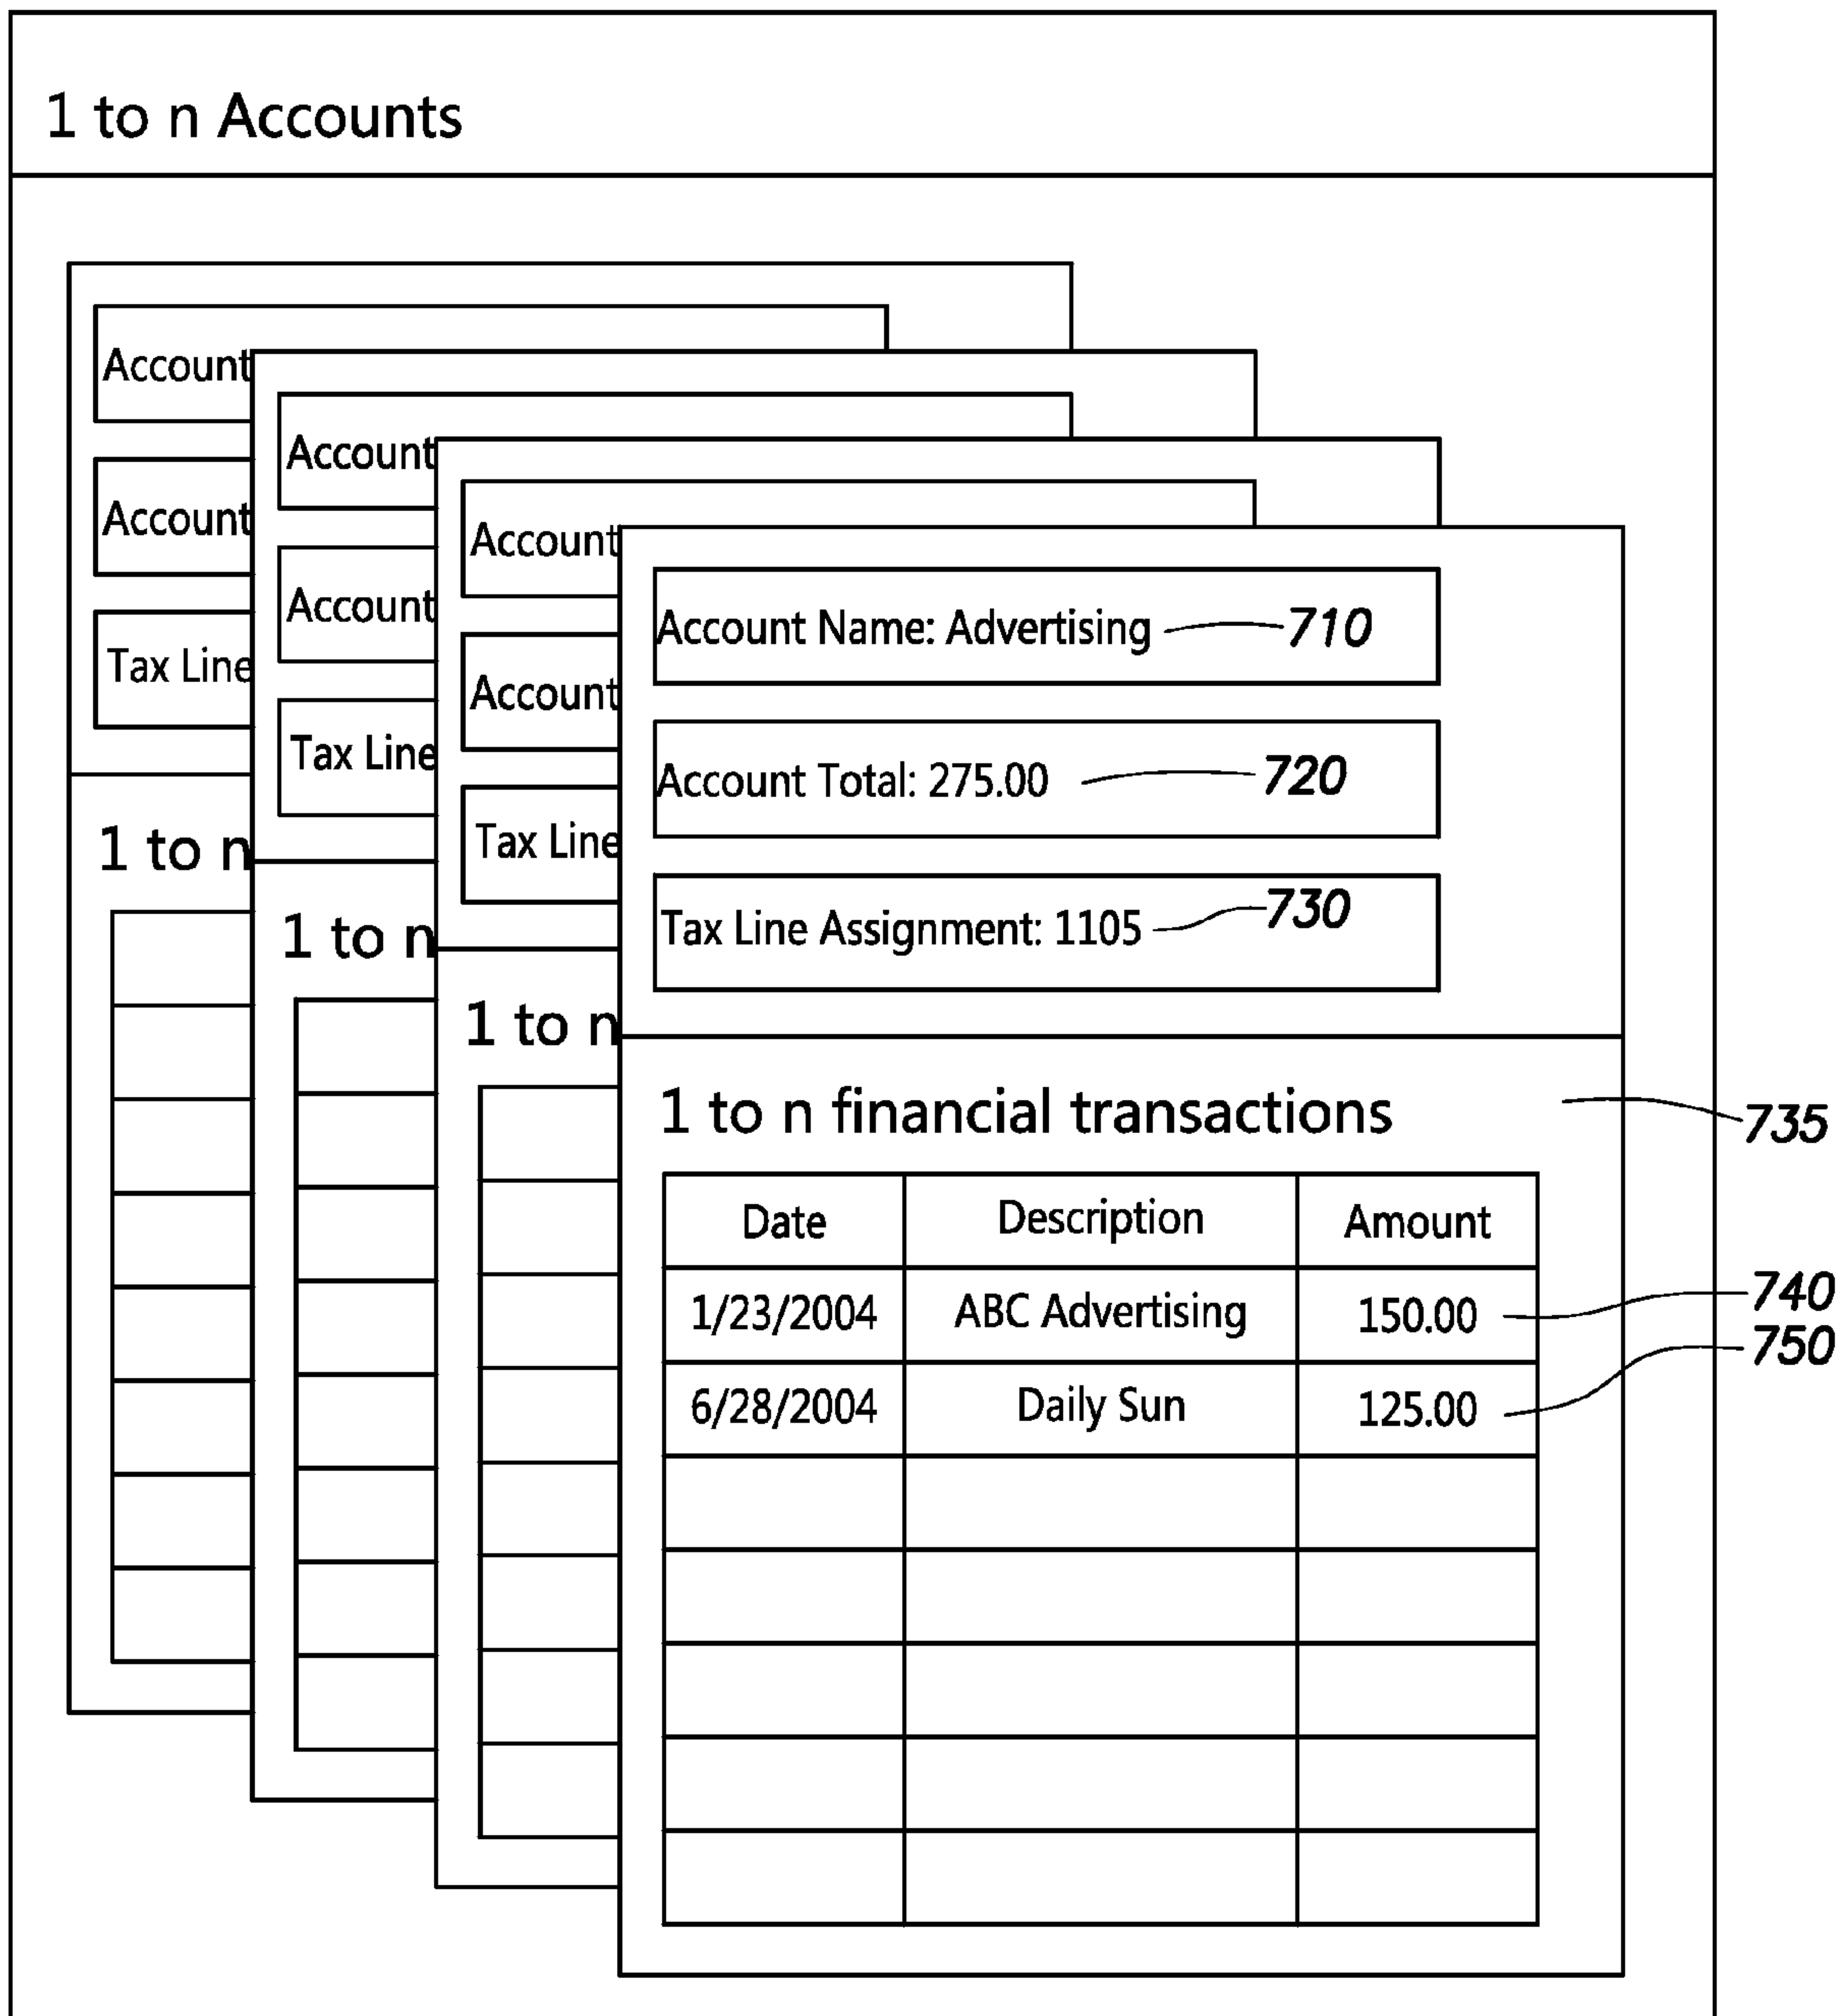 1 to n Accounts
Account
Account
Tax Line
1 to n
Account
Account
Tax Line
1 to n
Account
Account
Tax Line
1 to n
Account Name: Advertising 710
Account Total: 275.00 720
Tax Line Assignment: 1105 730
1 to n financial transactions 735
Date Description Amount
1/23/2004 ABC Advertising 150.00 740
6/28/2004 Daily Sun 125.00 750